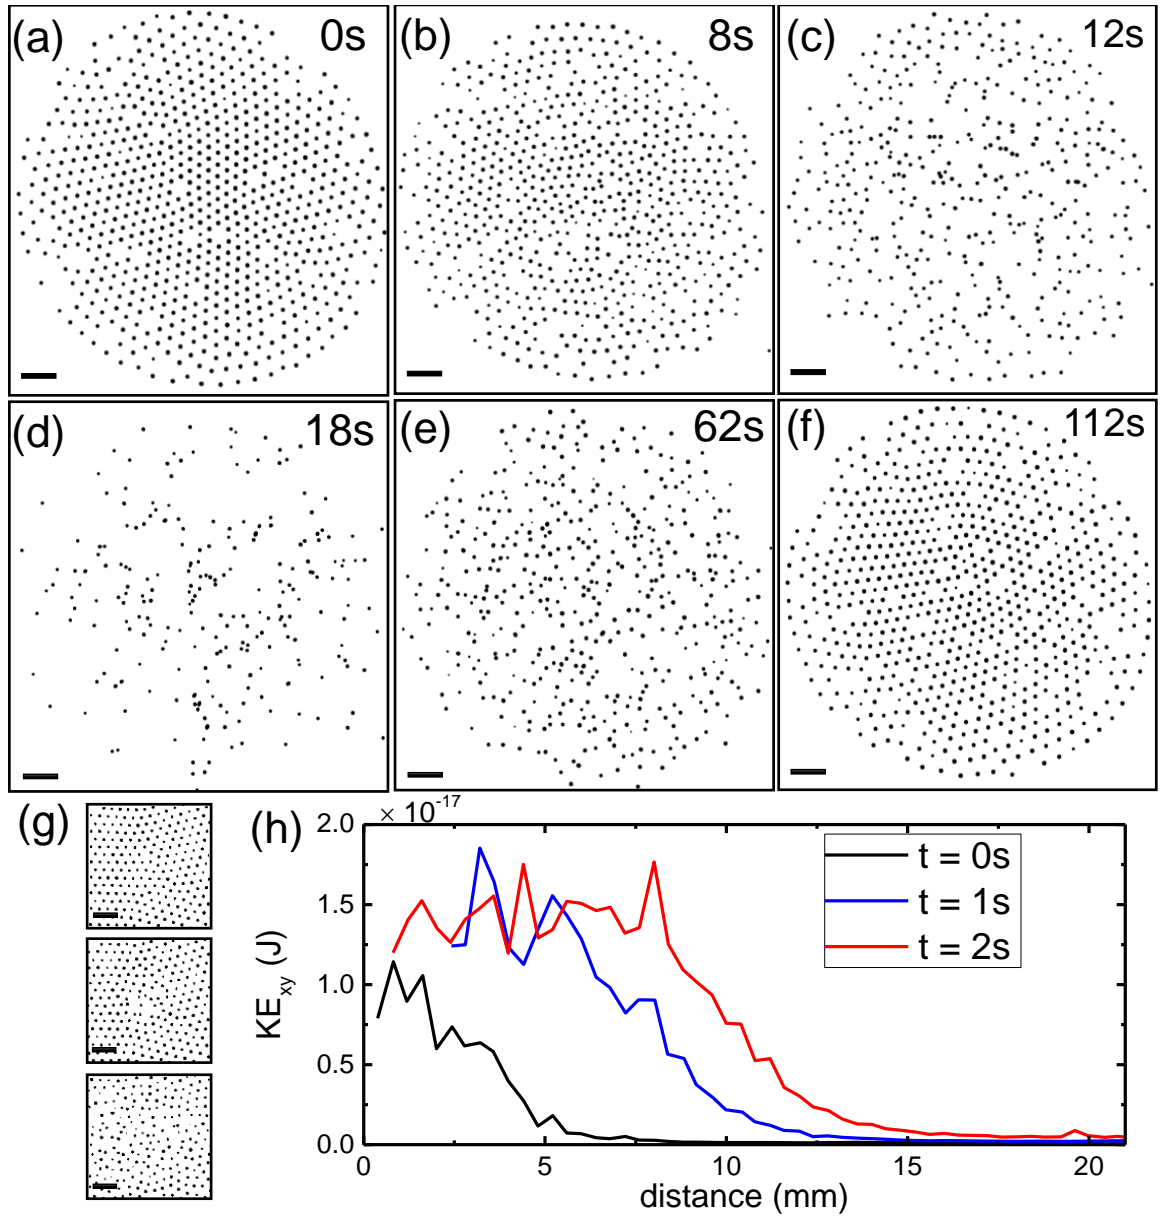 (a) 0s
(b) 8s
(c) 12s
(d) 18s
(e) 62s
(f) 112s
(g)
(h)
× 10⁻¹⁷
2.0
1.5
1.0
0.5
0.0
KE_xy (J)
t = 0s
t = 1s
t = 2s
0 5 10 15 20
distance (mm)